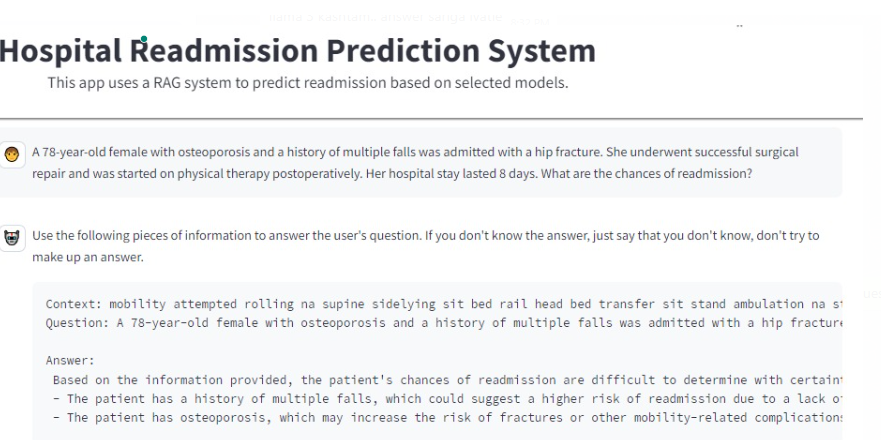 Hospital Readmission Prediction System
This app uses a RAG system to predict readmission based on selected models.
A 78-year-old female with osteoporosis and a history of multiple falls was admitted with a hip fracture. She underwent successful surgical
repair and was started on physical therapy postoperatively. Her hospital stay lasted 8 days. What are the chances of readmission?
Use the following pieces of information to answer the user's question. If you don't know the answer, just say that you don't know, don't try to
make up an answer.
Context: mobility attempted rolling na supine sidelying sit bed rail head bed transfer sit stand ambulation na
Question: A 78-year-old female with osteoporosis and a history of multiple falls was admitted with a hip fracture
Answer:
Based on the information provided, the patient's chances of readmission are difficult to determine with
- The patient has a history of multiple falls, which could suggest a higher risk of readmission due to a lack
- The patient has osteoporosis, which may increase the risk of fractures or other mobility-related complications